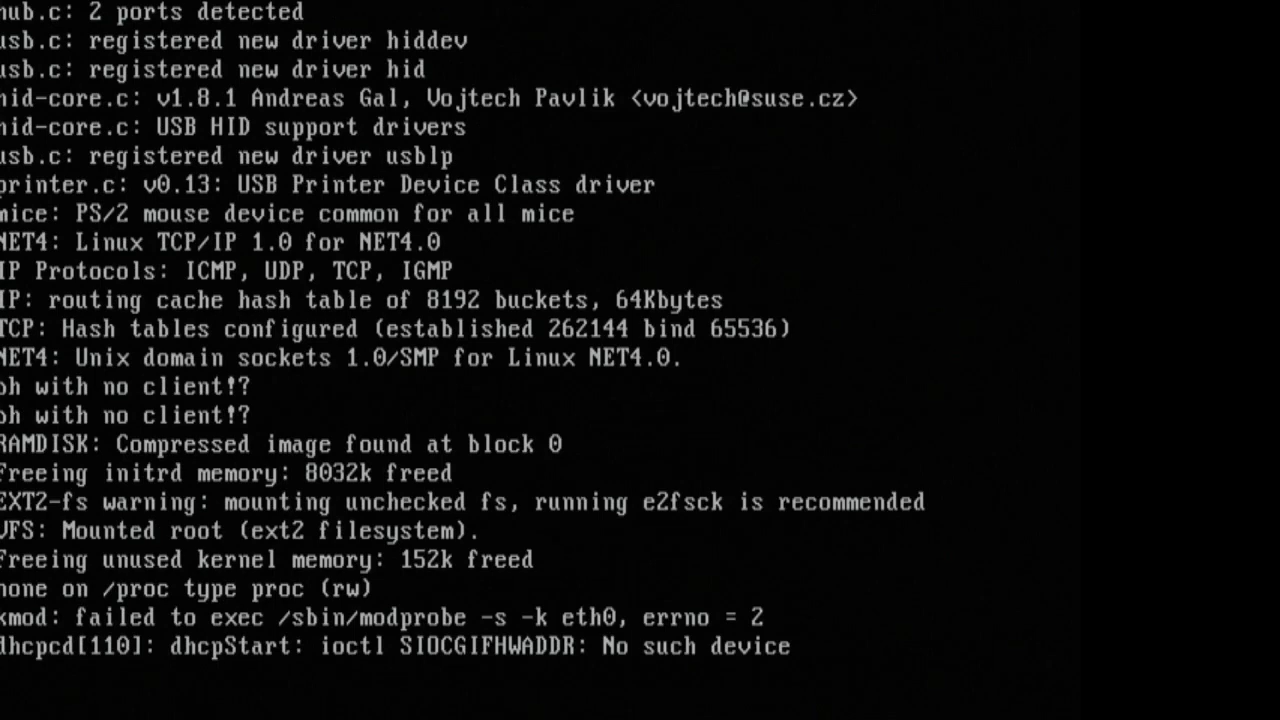 hub.c: 2 ports detected
usb.c: registered new driver hiddev
usb.c: registered new driver hid
hid-core.c: v1.8.1 Andreas Gal, Vojtech Pavlik <vojtech@suse.cz>
hid-core.c: USB HID support drivers
usb.c: registered new driver usblp
printer.c: v0.13: USB Printer Device Class driver
mice: PS/2 mouse device common for all mice
NET4: Linux TCP/IP 1.0 for NET4.0
IP Protocols: ICMP, UDP, TCP, IGMP
IP: routing cache hash table of 8192 buckets, 64Kbytes
TCP: Hash tables configured (established 262144 bind 65536)
NET4: Unix domain sockets 1.0/SMP for Linux NET4.0.
oh with no client!?
oh with no client!?
RAMDISK: Compressed image found at block 0
Freeing initrd memory: 8032k freed
EXT2-fs warning: mounting unchecked fs, running e2fsck is recommended
VFS: Mounted root (ext2 filesystem).
Freeing unused kernel memory: 152k freed
none on /proc type proc (rw)
kmod: failed to exec /sbin/modprobe -s -k eth0, errno = 2
dhcpcd[110]: dhcpStart: ioctl SIOCGIFHWADDR: No such device